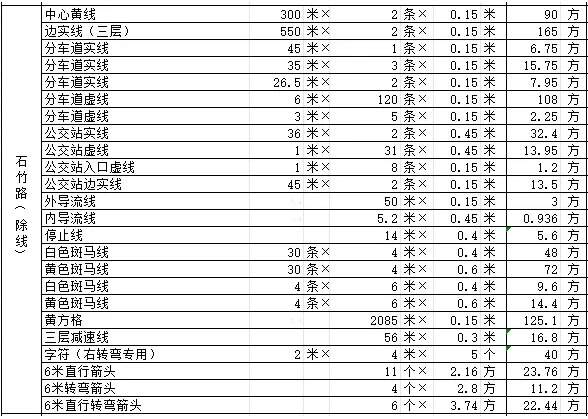 石竹路（除线）
中心黄线 300 米× 2 条× 0.15 米 90 方
边实线（三层） 550 米× 2 条× 0.15 米 165 方
分车道实线 45 米× 1 条× 0.15 米 6.75 方
分车道实线 35 米× 3 条× 0.15 米 15.75 方
分车道实线 26.5 米× 2 条× 0.15 米 7.95 方
分车道虚线 6 米× 120 条× 0.15 米 108 方
分车道虚线 3 米× 5 条× 0.15 米 2.25 方
公交站实线 36 米× 2 条× 0.45 米 32.4 方
公交站虚线 1 米× 31 条× 0.45 米 13.95 方
公交站入口虚线 1 米× 8 条× 0.15 米 1.2 方
公交站边实线 45 米× 2 条× 0.15 米 13.5 方
外导流线 50 米× 0.15 米 3 方
内导流线 5.2 米× 0.45 米 0.936 方
停止线 14 米× 0.4 米 5.6 方
白色斑马线 30 条× 4 米× 0.4 米 48 方
黄色斑马线 30 条× 4 米× 0.6 米 72 方
白色斑马线 4 条× 6 米× 0.4 米 9.6 方
黄色斑马线 4 条× 6 米× 0.6 米 14.4 方
黄方格 2085 米× 0.15 米 125.1 方
三层减速线 56 米× 0.3 米 16.8 方
字符（右转弯专用） 2 米× 4 米× 5 个 40 方
6米直行箭头 11 个× 2.16 方 23.76 方
6米转弯箭头 4 个× 2.8 方 11.2 方
6米直行转弯箭头 6 个× 3.74 方 22.44 方